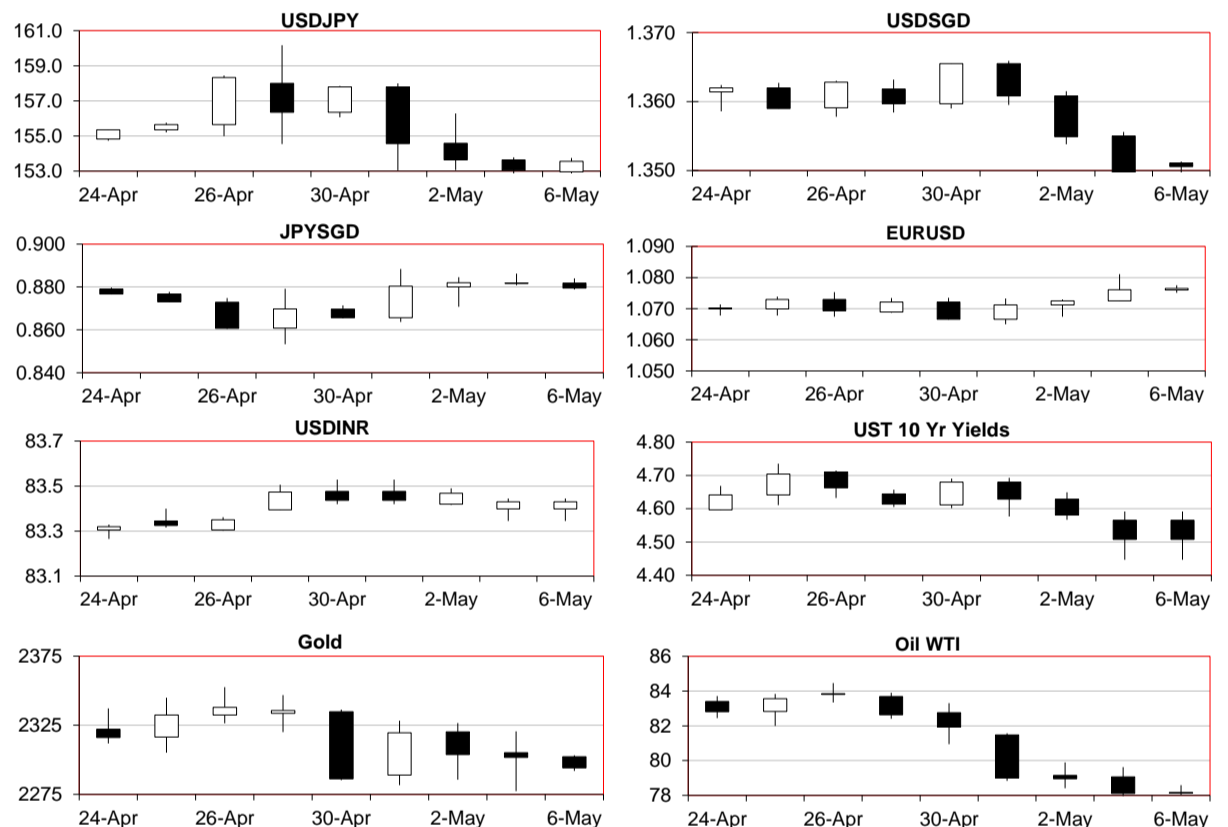 USDJPY
161.0
159.0
157.0
155.0
153.0
24-Apr 26-Apr 30-Apr 2-May 6-May
USDSGD
1.370
1.360
1.350
24-Apr 26-Apr 30-Apr 2-May 6-May
JPYSGD
0.900
0.880
0.860
0.840
24-Apr 26-Apr 30-Apr 2-May 6-May
EURUSD
1.090
1.080
1.070
1.060
1.050
24-Apr 26-Apr 30-Apr 2-May 6-May
USDINR
83.7
83.5
83.3
83.1
24-Apr 26-Apr 30-Apr 2-May 6-May
UST 10 Yr Yields
4.80
4.70
4.60
4.50
4.40
24-Apr 26-Apr 30-Apr 2-May 6-May
Gold
2375
2325
2275
24-Apr 26-Apr 30-Apr 2-May 6-May
Oil WTI
86
84
82
80
78
24-Apr 26-Apr 30-Apr 2-May 6-May